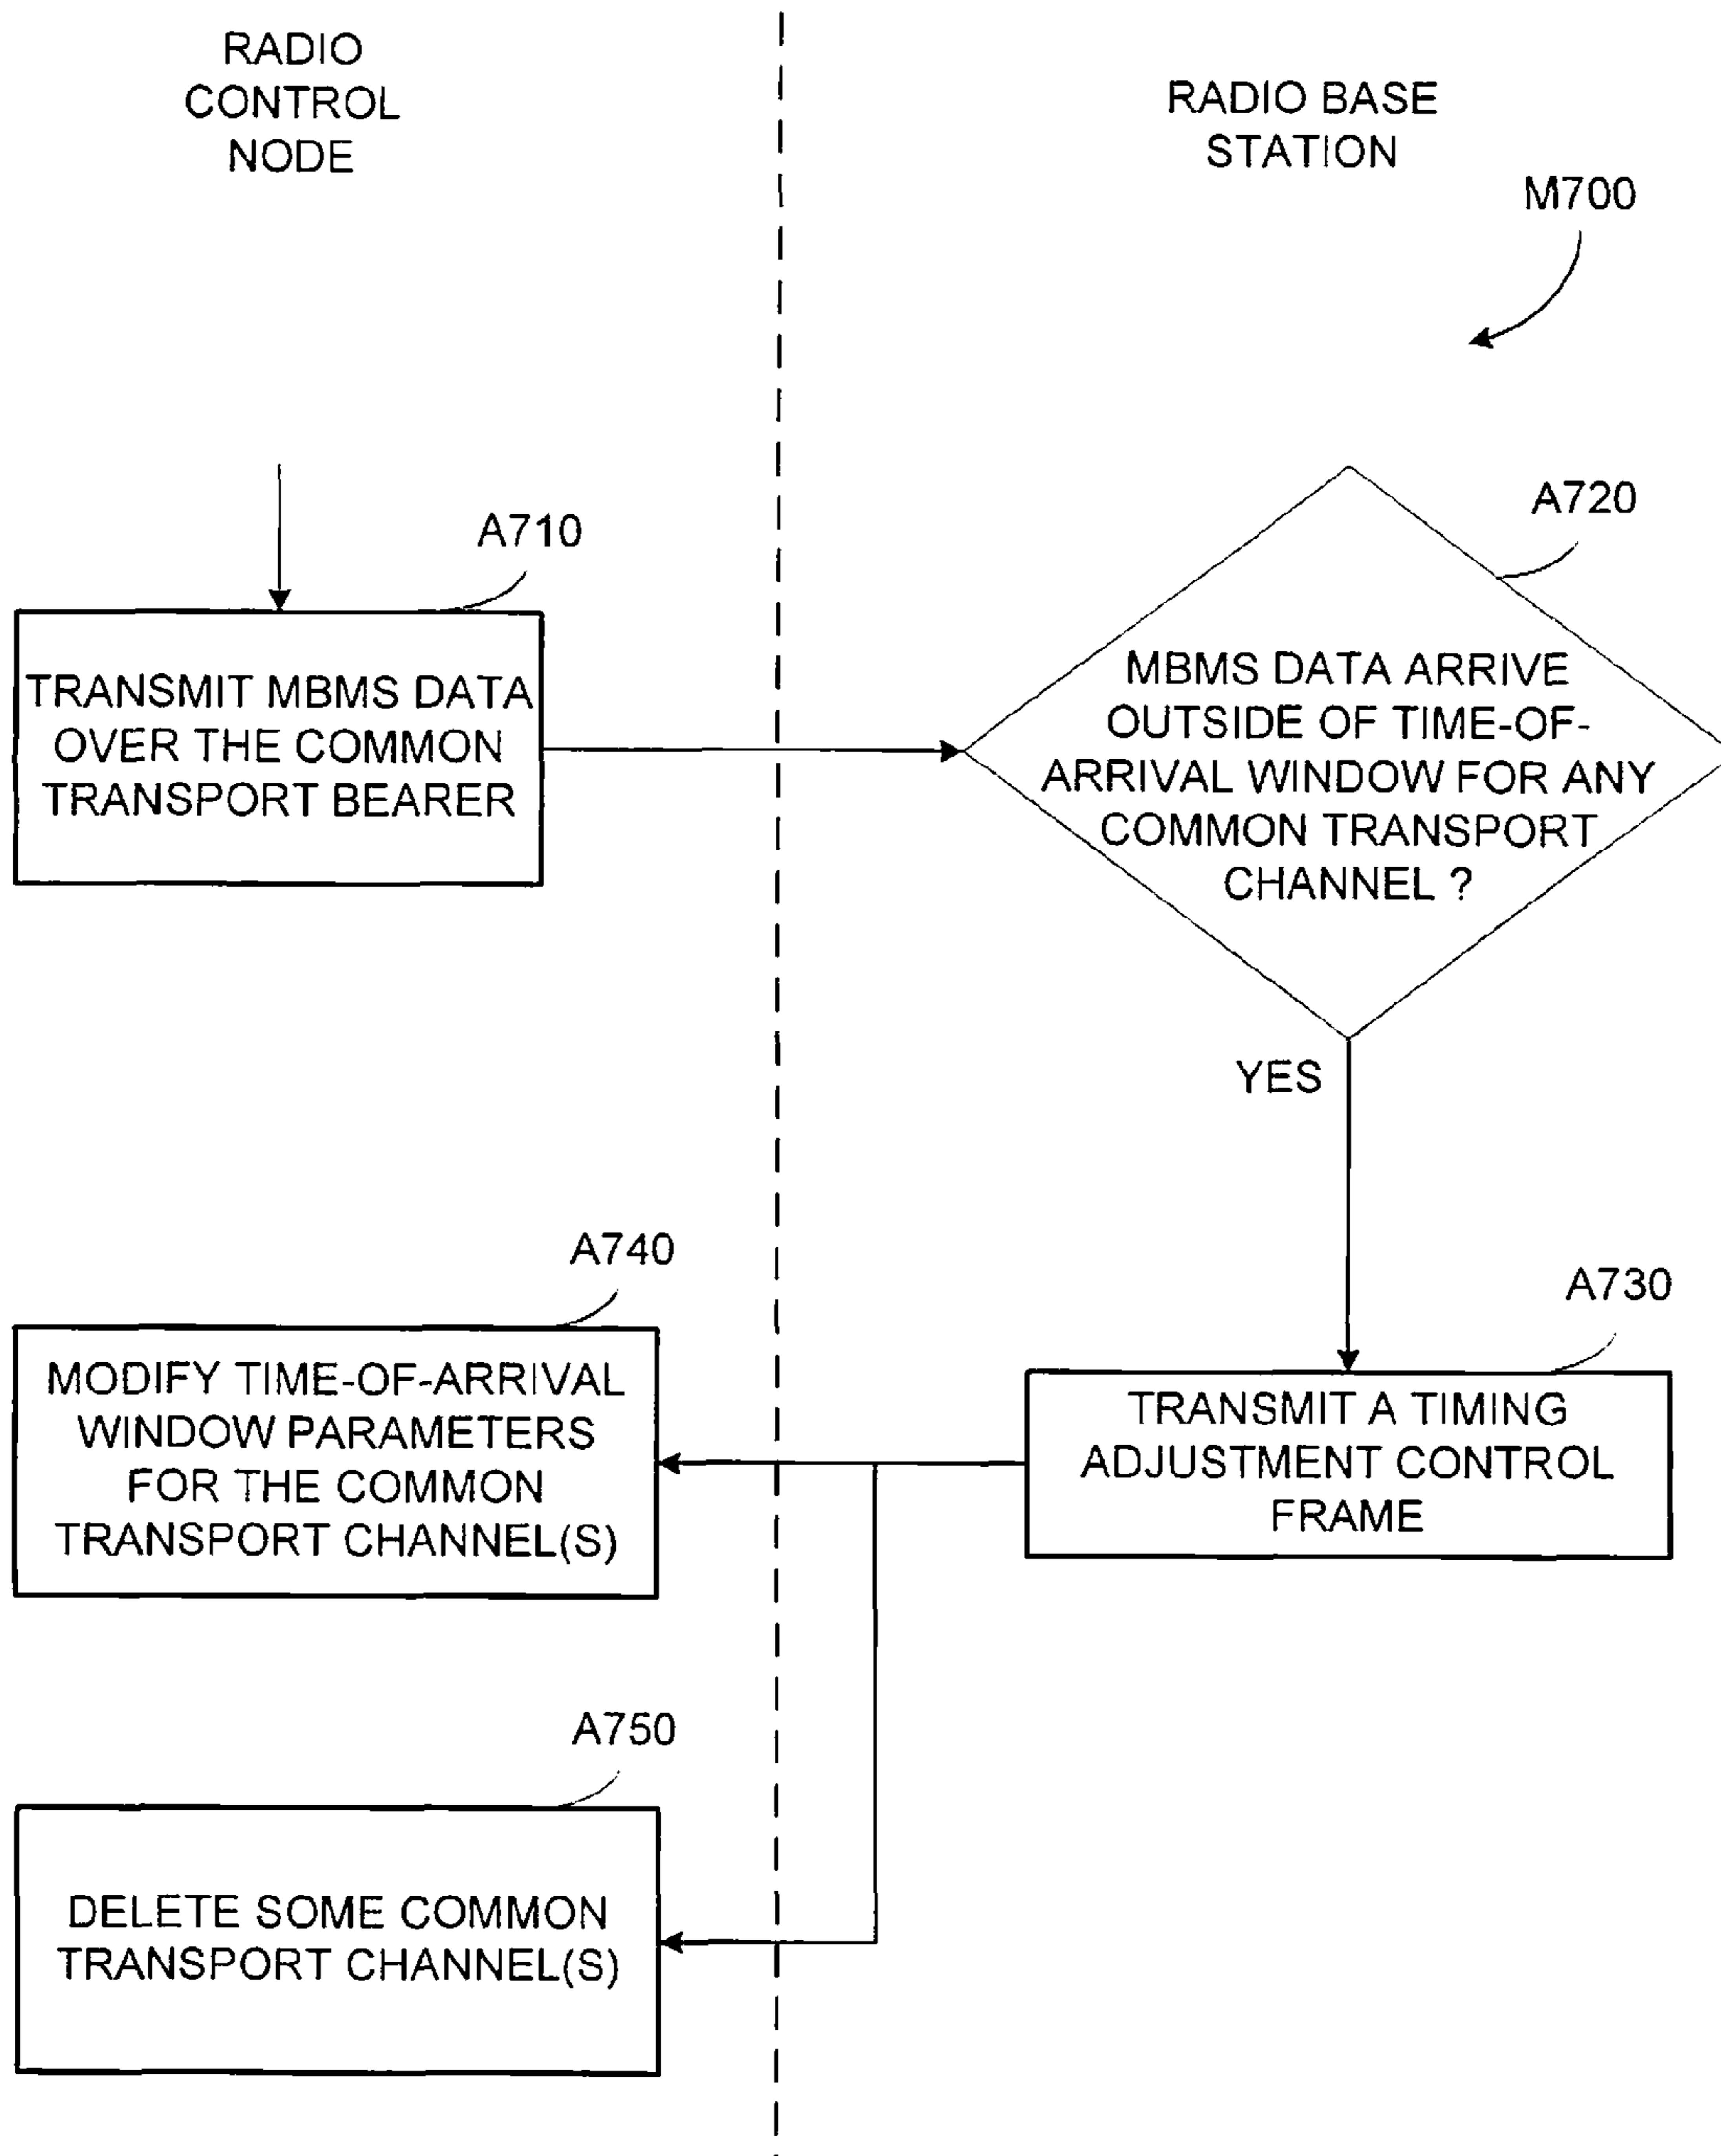 RADIO
CONTROL
NODE
RADIO BASE
STATION
M700
A710
TRANSMIT MBMS DATA
OVER THE COMMON
TRANSPORT BEARER
A720
MBMS DATA ARRIVE
OUTSIDE OF TIME-OF-
ARRIVAL WINDOW FOR ANY
COMMON TRANSPORT
CHANNEL ?
YES
A730
TRANSMIT A TIMING
ADJUSTMENT CONTROL
FRAME
A740
MODIFY TIME-OF-ARRIVAL
WINDOW PARAMETERS
FOR THE COMMON
TRANSPORT CHANNEL(S)
A750
DELETE SOME COMMON
TRANSPORT CHANNEL(S)